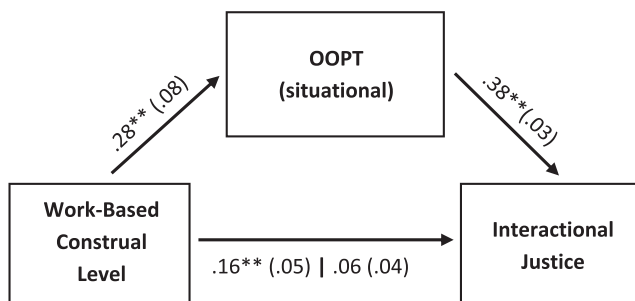 OOPT
(situational)
.28** (.08)
.38**(.03)
Work-Based
Construal
Level
Interactional
Justice
.16** (.05) | .06 (.04)